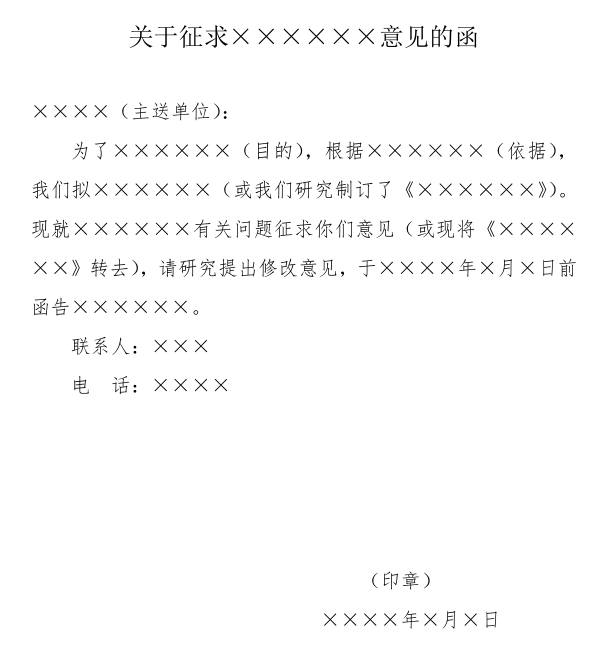 关于征求××××××意见的函
××××（主送单位）：
为了××××××（目的），根据××××××（依据），
我们拟××××××（或我们研究制订了《××××××》）。
现就××××××有关问题征求你们意见（或现将《××××
××》转去），请研究提出修改意见，于××××年×月×日前
函告××××××。
联系人：×××
电　话：××××
（印章）
××××年×月×日